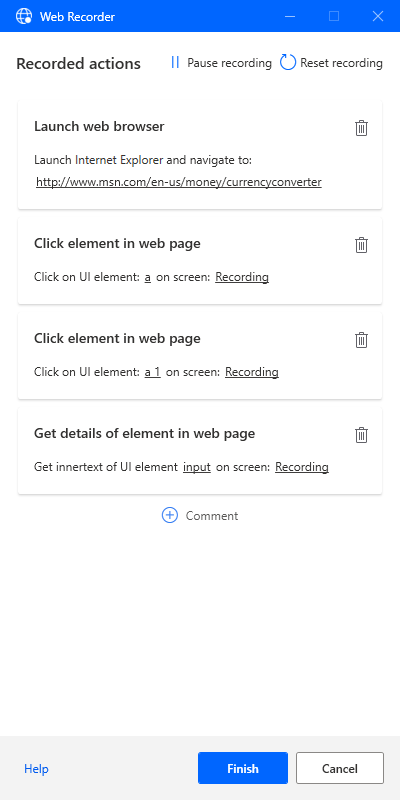 Web Recorder
Recorded actions
Pause recording
Reset recording
Launch web browser
Launch Internet Explorer and navigate to:
http://www.msn.com/en-us/money/currencyconverter
Click element in web page
Click on UI element: a on screen: Recording
Click element in web page
Click on UI element: a 1 on screen: Recording
Get details of element in web page
Get innertext of UI element input on screen: Recording
Comment
Help
Finish
Cancel